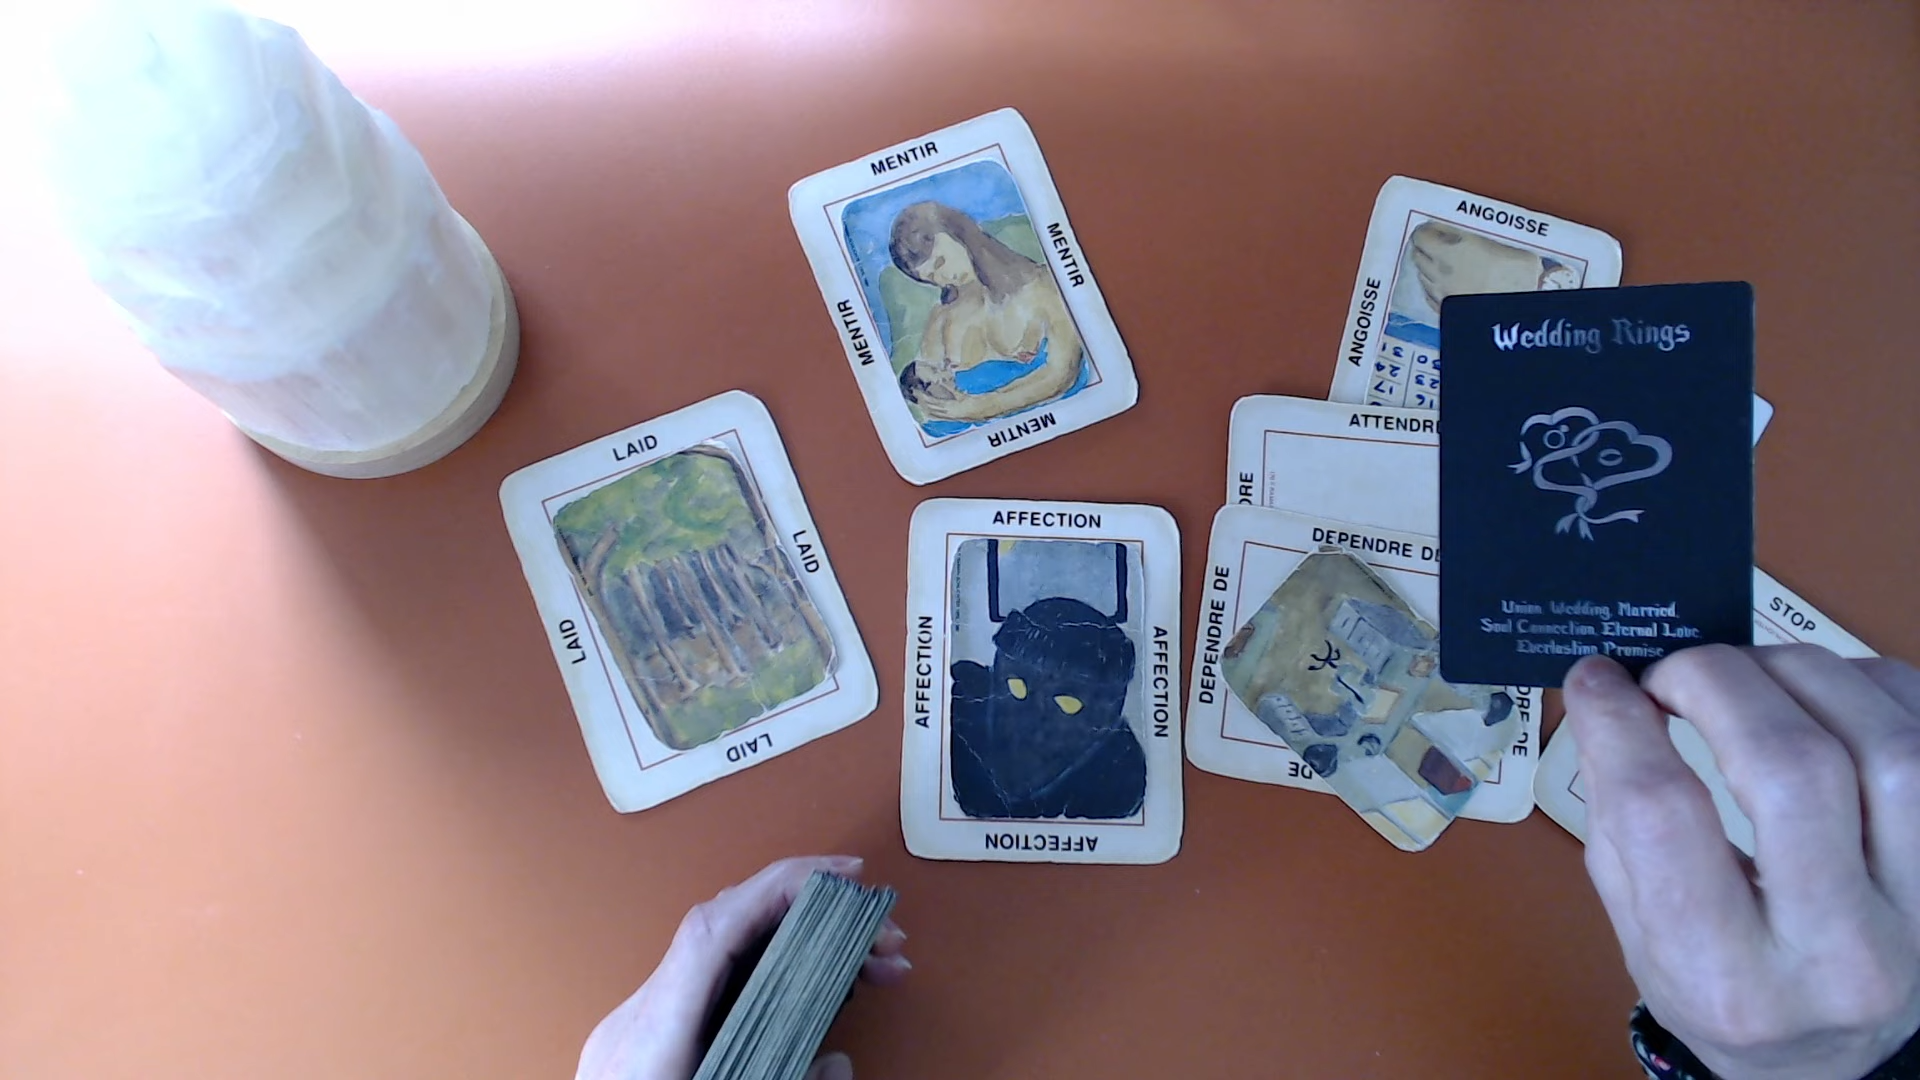 MENTIR
MENTIR
MENTIR
MENTIR
LAID
LAID
LAID
LAID
AFFECTION
AFFECTION
AFFECTION
AFFECTION
ANGOISSE
ANGOISSE
ATTENDRE
DEPENDRE DE
DEPENDRE DE
DE
STOP
Wedding Rings
Union, Wedding, Married,
Soul Connection, Eternal Love,
Everlasting Promise